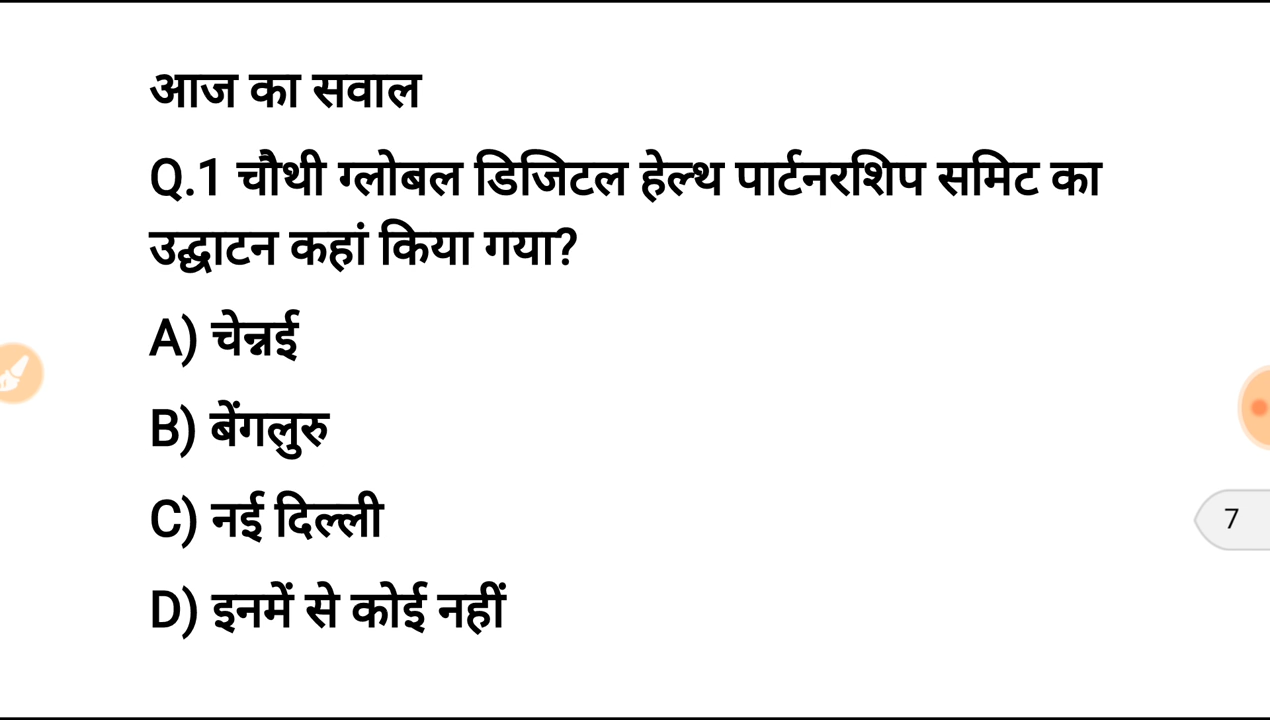 आज का सवाल
Q.1 चौथी ग्लोबल डिजिटल हेल्थ पार्टनरशिप समिट का
उद्घाटन कहां किया गया?
A) चेन्नई
B) बेंगलुरु
C) नई दिल्ली
7
D) इनमें से कोई नहीं